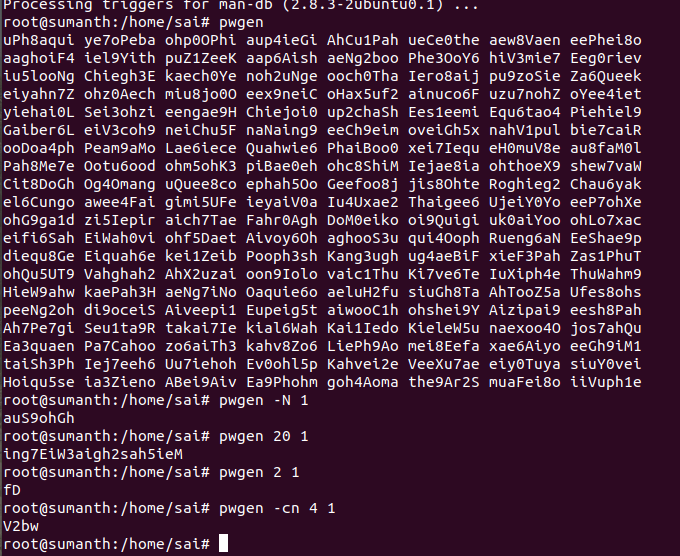 Processing triggers for man-db (2.8.3-2ubuntu0.1) ...
root@sumanth:/home/sai# pwgen
uPh8aqui ye7oPeba ohp0OPhi aup4ieGi AhCu1Pah ueCe0the aew8Vaen eePhei8o
aaghoiF4 iel9Yith puZ1ZeeK aap6Aish aeNg2boo Phe3OoY6 hiV3mie7 Eeg0riev
iu5looNg Chiegh3E kaech0Ye noh2uNge ooch0Tha Iero8aij pu9zoSie Za6Queek
eiyahn7Z ohz0Aech miu8jo0O eex9neiC oHax5uf2 ainuco6F uzu7nohZ oYee4iet
yiehai0L Sei3ohzi eengae9H Chiejoi0 up2chaSh Ees1eemi Equ6tao4 Piehiel9
Gaiber6L eiV3coh9 neiChu5F naNaing9 eeCh9eim oveiGh5x nahV1pul bie7caiR
ooDoa4ph Peam9aMo Lae6iece Quahwie6 PhaiBoo0 xei7Iequ eH0muV8e au8faM0l
Pah8Me7e Ootu6ood ohm5ohK3 piBae0eh ohc8ShiM Iejae8ia ohthoeX9 shew7vaW
Cit8DoGh Og4Omang uQuee8co ephah5Oo Geefoo8j jis8Ohte Roghieg2 Chau6yak
el6Cungo awee4Fai gimi5UFe ieyaiV0a Iu4Uxae2 Thaigee6 UjeiY0Yo eeP7ohXe
ohG9ga1d zi5Iepir aich7Tae Fahr0Agh DoM0eiko oi9Quigi uk0aiYoo ohLo7xac
eifi6Sah EiWah0vi ohf5Daet Aivoy6Oh aghooS3u qui4Ooph Rueng6aN EeShae9p
diequ8Ge Eiquah6e kei1Zeib Pooph3sh Kang3ugh ug4aeBiF xieF3Pah Zas1PhuT
ohQu5UT9 Vahghah2 AhX2uzai oon9Iolo vaic1Thu Ki7ve6Te IuXiph4e ThuWahm9
HieW9ahw kaePah3H aeNg7iNo Oaquie6o aeluH2fu siuGh8Ta AhTooZ5a Ufes8ohs
peeNg2oh di9oceiS Aiveepi1 Eupeig5t aiwooC1h ohshei9Y Aizipai9 eesh8Pah
Ah7Pe7gi Seu1ta9R takai7Ie kial6Wah Kai1Iedo KieleW5u naexoo4O jos7ahQu
Ea3quaen Pa7Cahoo zo6aiTh3 kahv8Zo6 LiePh9Ao mei8Eefa xae6Aiyo eeGh9iM1
taiSh3Ph Iej7eeh6 Uu7iehoh Ev0ohl5p Kahvei2e VeeXu7ae eiy0Tuya siuY0vei
Hoiqu5se ia3Zieno ABei9Aiv Ea9Phohm goh4Aoma the9Ar2S muaFei8o iiVuph1e
root@sumanth:/home/sai# pwgen -N 1
auS9ohGh
root@sumanth:/home/sai# pwgen 20 1
ing7EiW3aigh2sah5ieM
root@sumanth:/home/sai# pwgen 2 1
fD
root@sumanth:/home/sai# pwgen -cn 4 1
V2bw
root@sumanth:/home/sai#